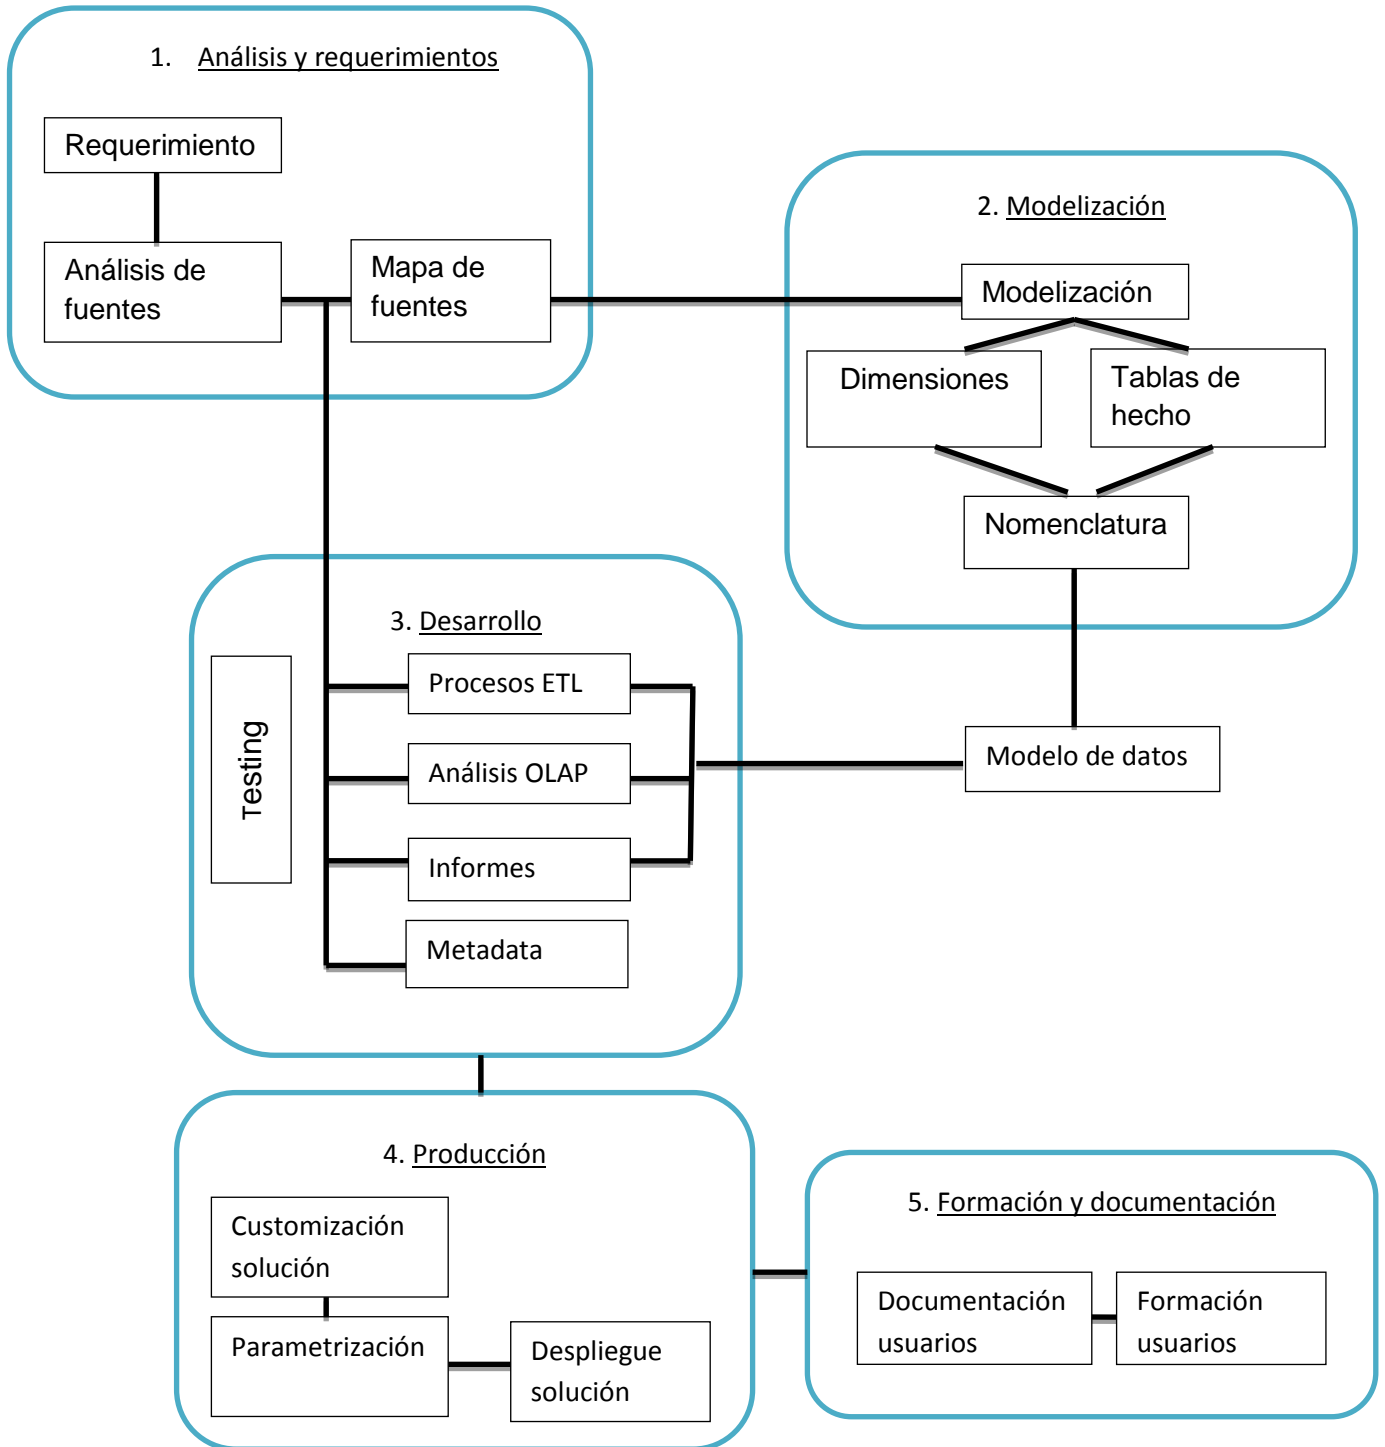 1. Análisis y requerimientos
Requerimiento
Análisis de
fuentes
Mapa de
fuentes
2. Modelización
Modelización
Dimensiones
Tablas de
hecho
Nomenclatura
3. Desarrollo
Testing
Procesos ETL
Análisis OLAP
Informes
Metadata
Modelo de datos
4. Producción
Customización
solución
Parametrización
Despliegue
solución
5. Formación y documentación
Documentación
usuarios
Formación
usuarios